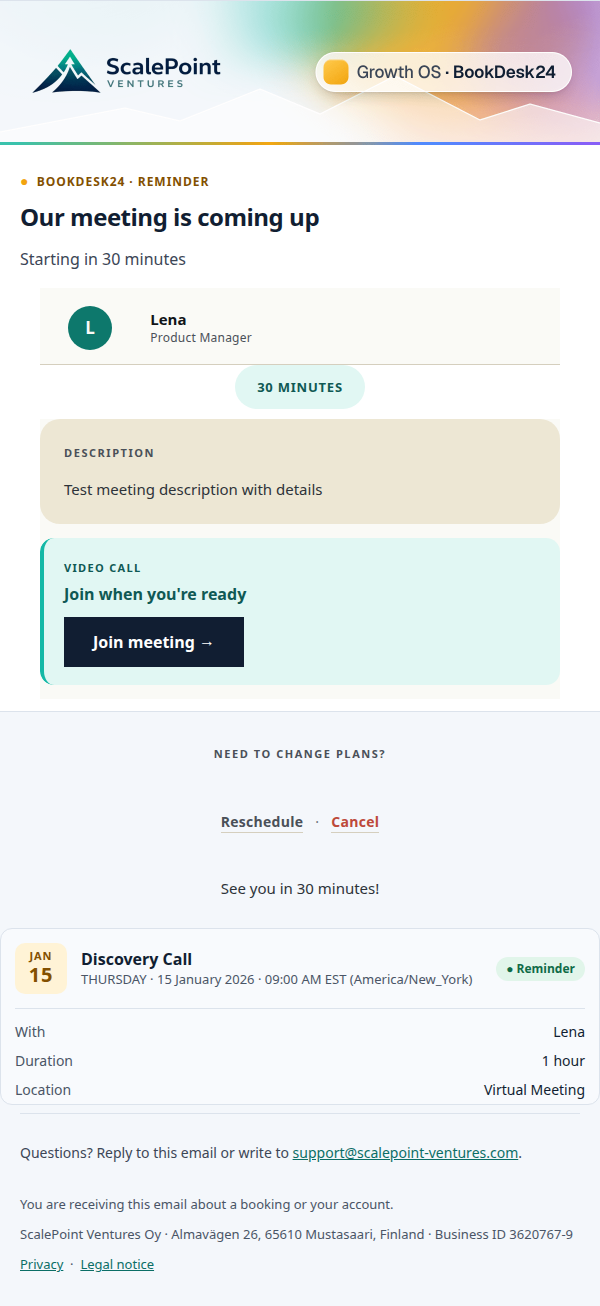 ScalePoint
VENTURES
Growth OS · BookDesk24
BOOKDESK24 · REMINDER
Our meeting is coming up
Starting in 30 minutes
L
Lena
Product Manager
30 MINUTES
DESCRIPTION
Test meeting description with details
VIDEO CALL
Join when you're ready
Join meeting →
NEED TO CHANGE PLANS?
Reschedule · Cancel
See you in 30 minutes!
JAN
15
Discovery Call
THURSDAY · 15 January 2026 · 09:00 AM EST (America/New_York)
● Reminder
With Lena
Duration 1 hour
Location Virtual Meeting
Questions? Reply to this email or write to support@scalepoint-ventures.com.
You are receiving this email about a booking or your account.
ScalePoint Ventures Oy · Almavägen 26, 65610 Mustasaari, Finland · Business ID 3620767-9
Privacy · Legal notice